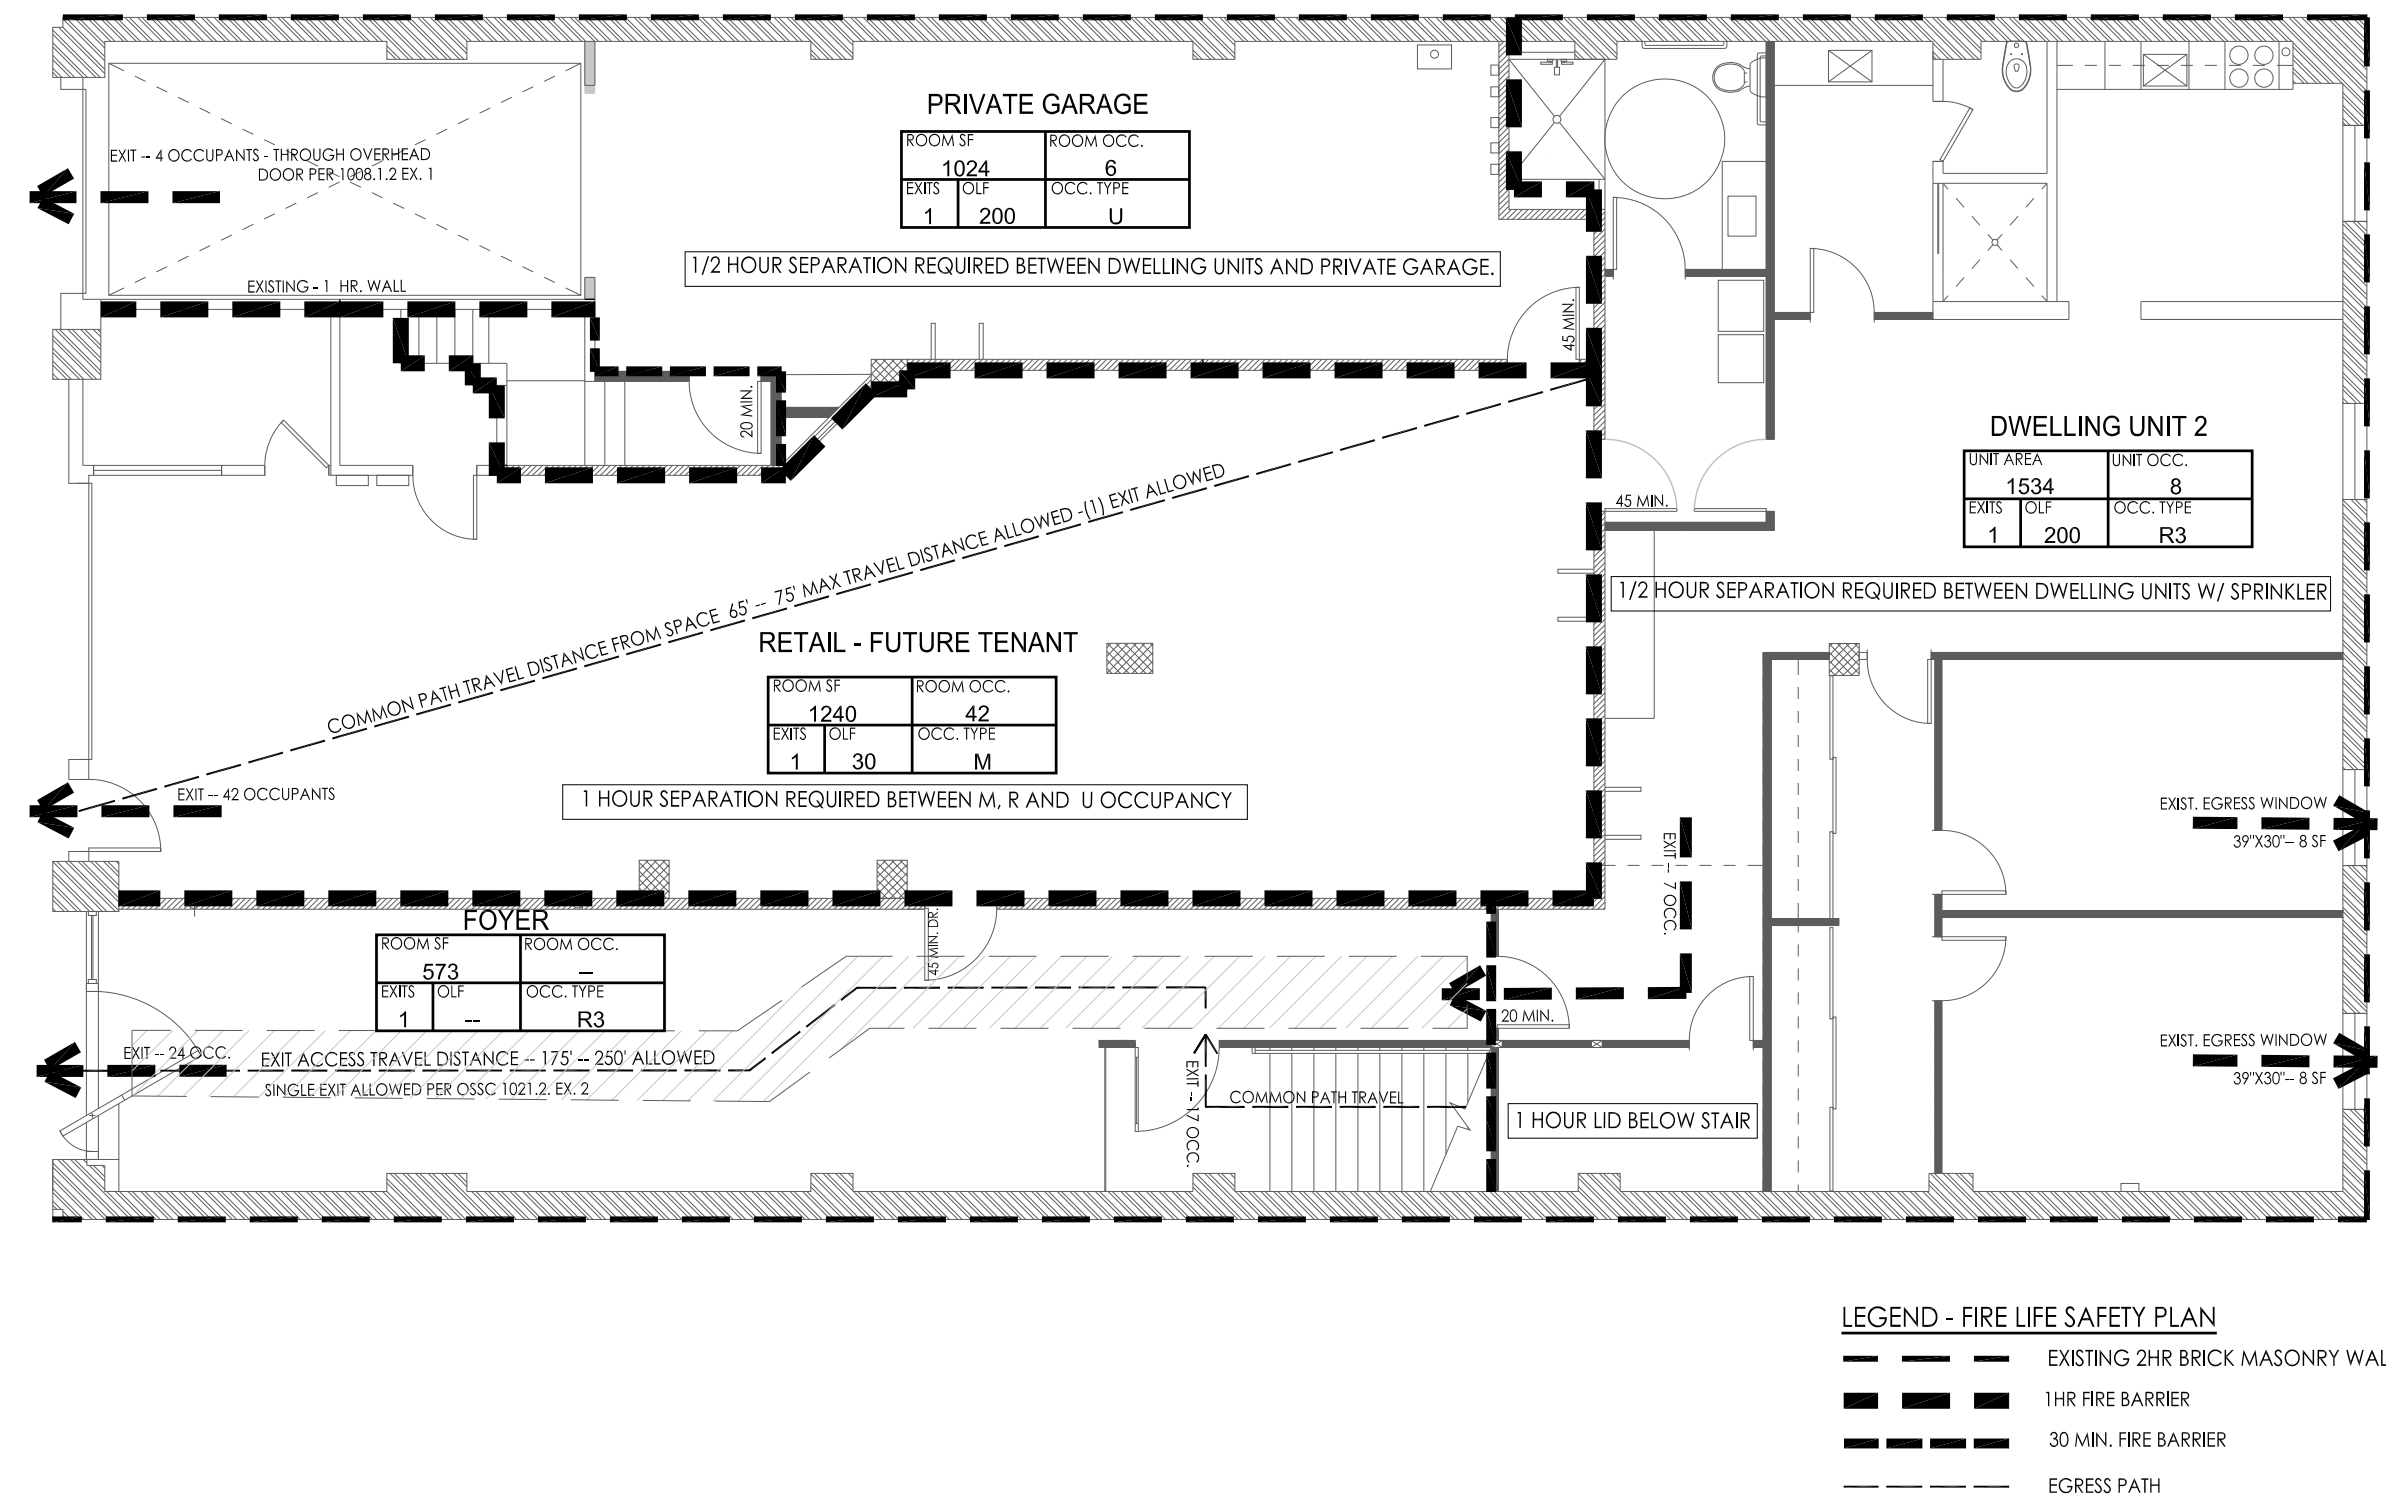 PRIVATE GARAGE
ROOM SF
ROOM OCC.
1024
6
EXITS
OLF
OCC. TYPE
1
200
U
EXIT -- 4 OCCUPANTS - THROUGH OVERHEAD
DOOR PER 1008.1.2 EX. 1
1/2 HOUR SEPARATION REQUIRED BETWEEN DWELLING UNITS AND PRIVATE GARAGE.
EXISTING - 1 HR. WALL
45 MIN.
20 MIN.
DWELLING UNIT 2
UNIT AREA
UNIT OCC.
1534
8
EXITS
OLF
OCC. TYPE
1
200
R3
45 MIN.
1/2 HOUR SEPARATION REQUIRED BETWEEN DWELLING UNITS W/ SPRINKLER
COMMON PATH TRAVEL DISTANCE FROM SPACE 65' -- 75' MAX TRAVEL DISTANCE ALLOWED -(1) EXIT ALLOWED
RETAIL - FUTURE TENANT
ROOM SF
ROOM OCC.
1240
42
EXITS
OLF
OCC. TYPE
1
30
M
EXIT -- 42 OCCUPANTS
1 HOUR SEPARATION REQUIRED BETWEEN M, R AND U OCCUPANCY
EXIST. EGRESS WINDOW
39"X30"-- 8 SF
EXIT -- 7 OCC.
FOYER
ROOM SF
ROOM OCC.
573
--
EXITS
OLF
OCC. TYPE
1
--
R3
45 MIN. DR.
20 MIN.
EXIT -- 24 OCC.
EXIT ACCESS TRAVEL DISTANCE -- 175' -- 250' ALLOWED
SINGLE EXIT ALLOWED PER OSSC 1021.2. EX. 2
EXIT -- 17 OCC.
COMMON PATH TRAVEL
1 HOUR LID BELOW STAIR
EXIST. EGRESS WINDOW
39"X30"-- 8 SF
LEGEND - FIRE LIFE SAFETY PLAN
EXISTING 2HR BRICK MASONRY WAL
1HR FIRE BARRIER
30 MIN. FIRE BARRIER
EGRESS PATH